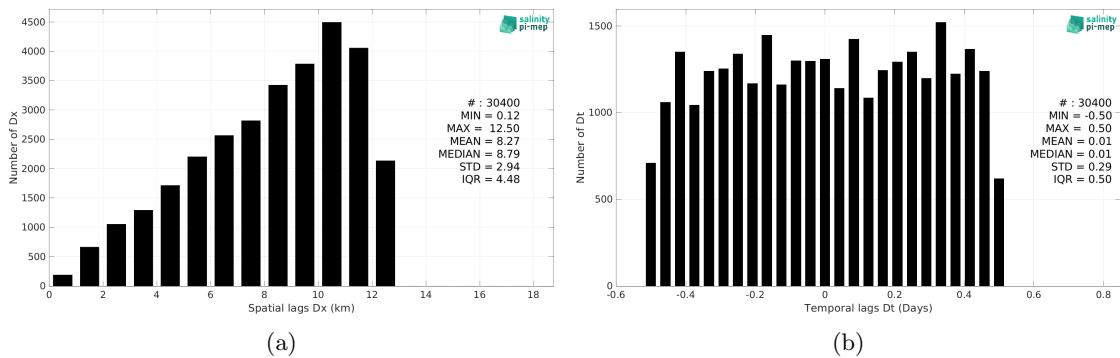 4500
4000
3500
3000
2500
2000
1500
1000
500
0
Number of Dx
salinity
pi-mep
# : 30400
MIN = 0.12
MAX = 12.50
MEAN = 8.27
MEDIAN = 8.79
STD = 2.94
IQR = 4.48
0 2 4 6 8 10 12 14 16 18
Spatial lags Dx (km)
(a)
1500
1000
500
0
Number of Dt
salinity
pi-mep
# : 30400
MIN = -0.50
MAX = 0.50
MEAN = 0.01
MEDIAN = 0.01
STD = 0.29
IQR = 0.50
-0.6 -0.4 -0.2 0 0.2 0.4 0.6 0.8
Temporal lags Dt (Days)
(b)